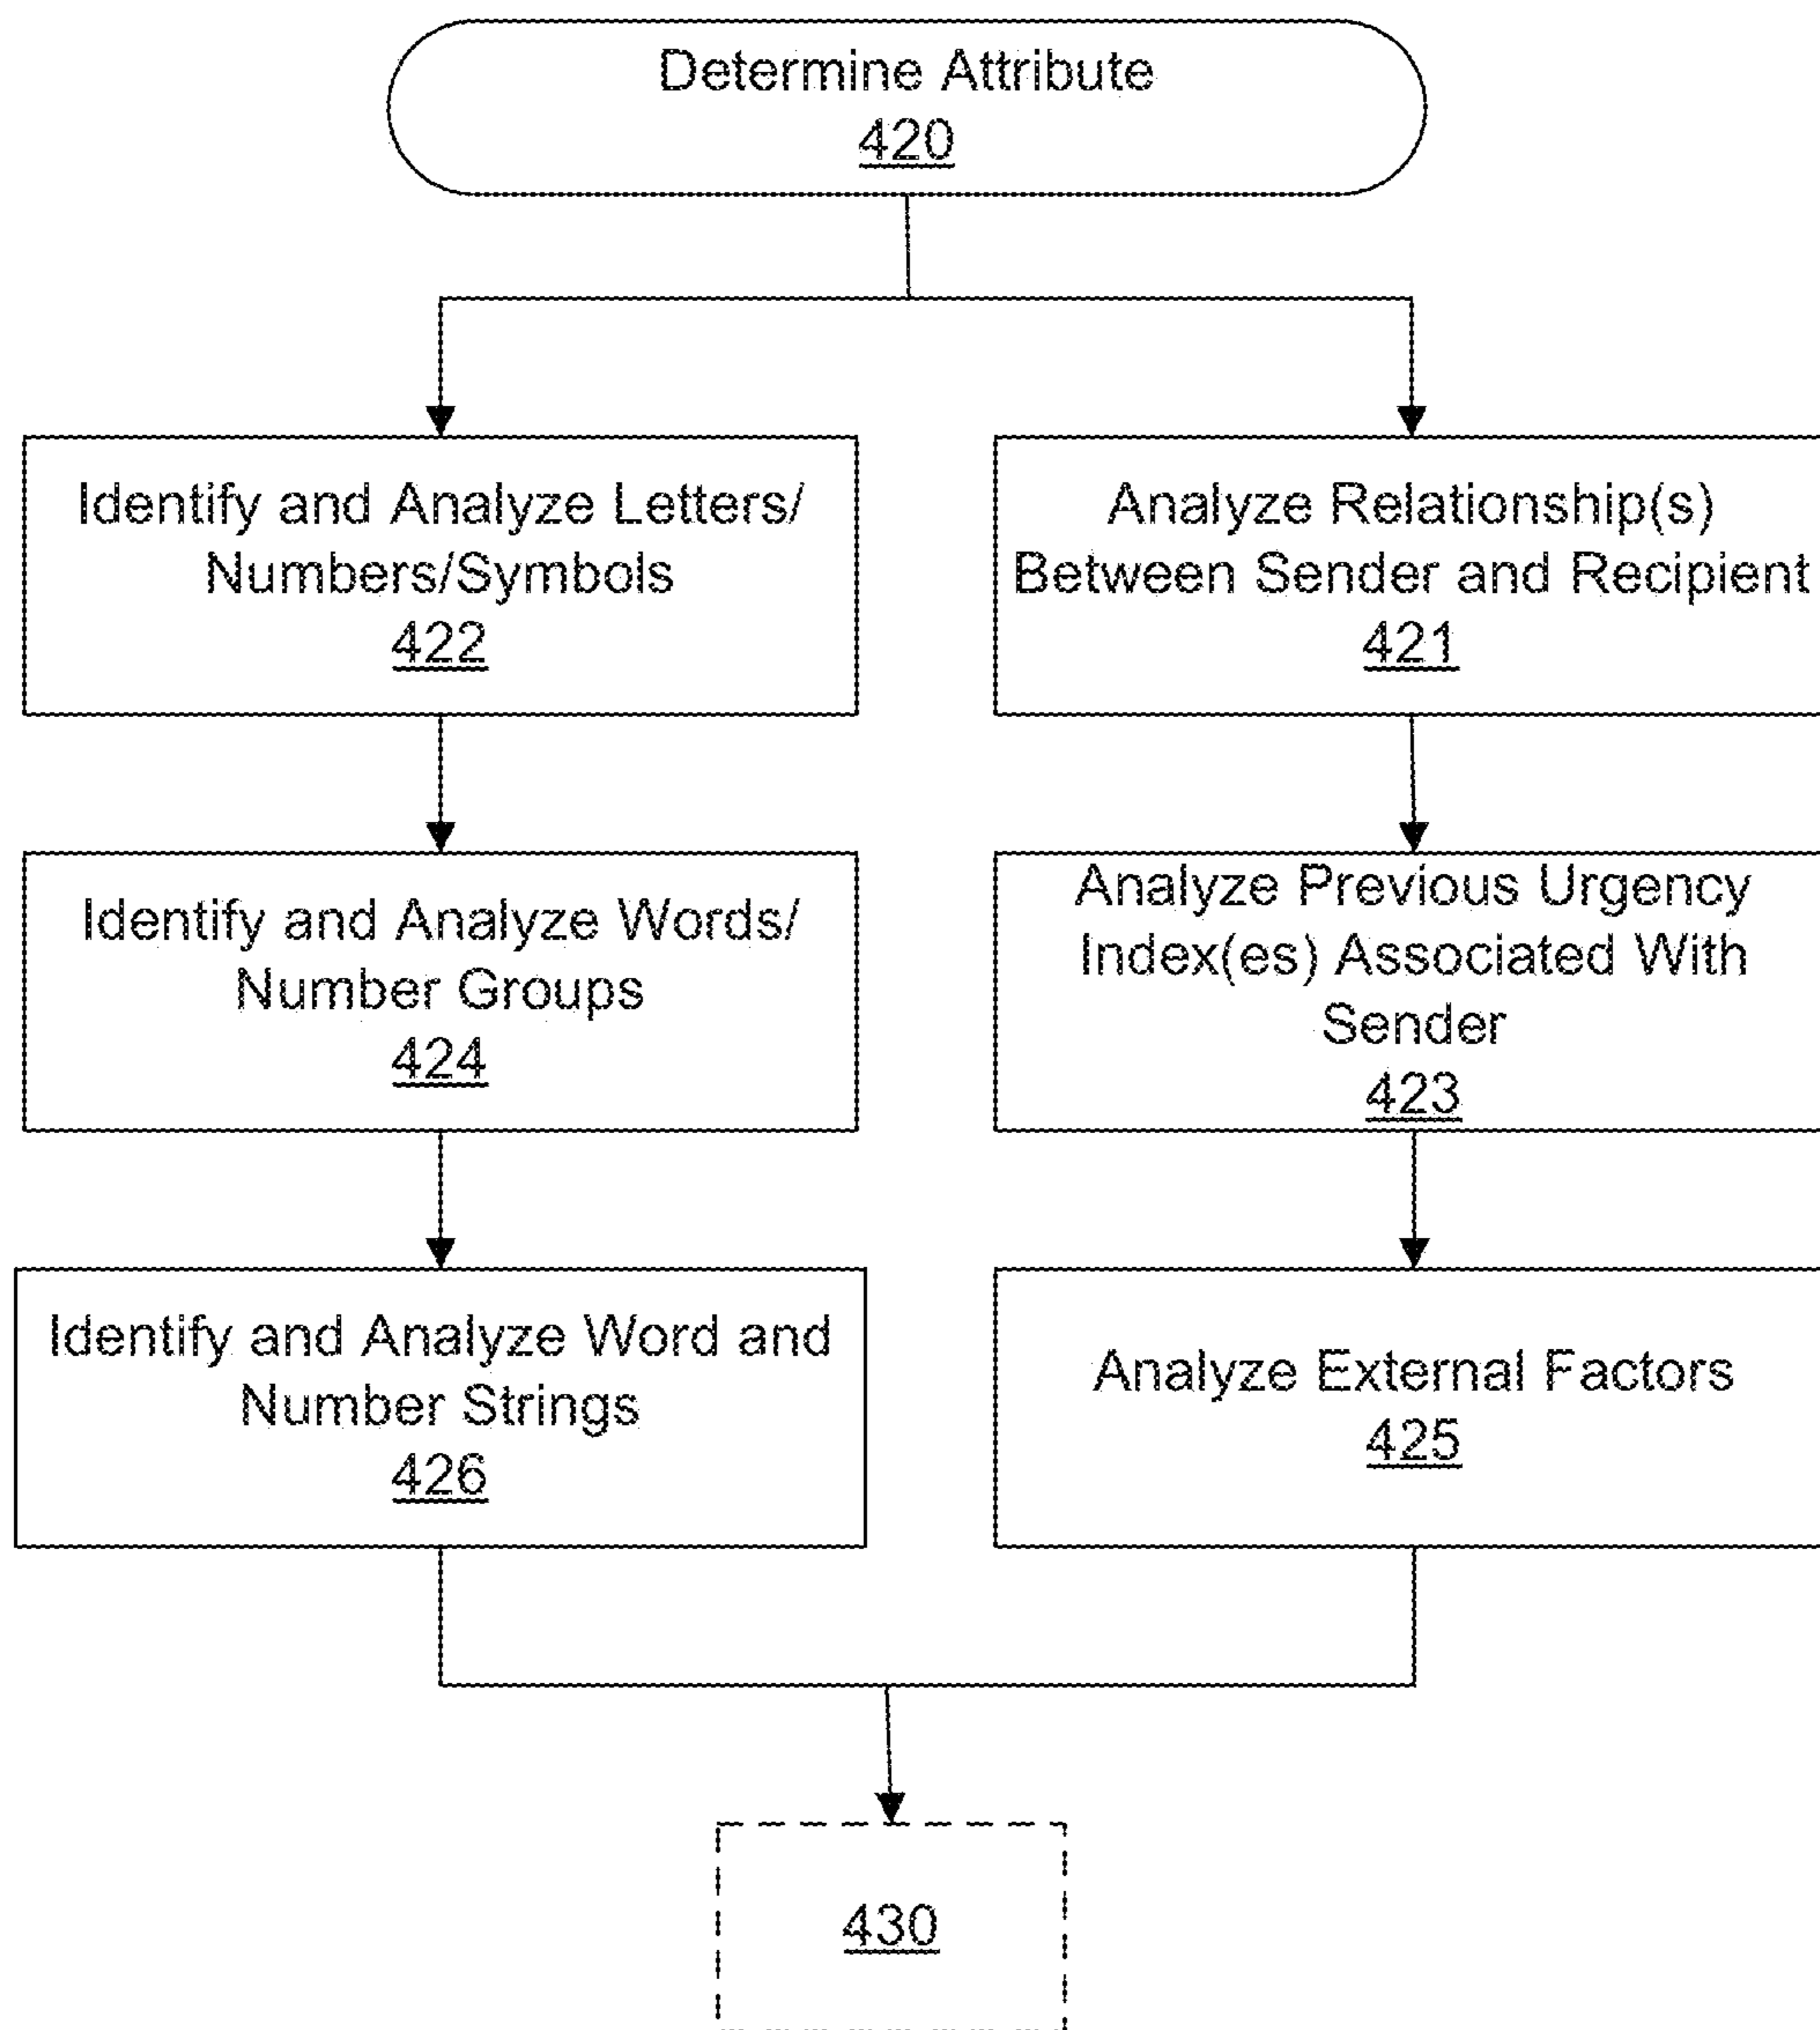 Determine Attribute
420
Identify and Analyze Letters/
Numbers/Symbols
422
Analyze Relationship(s)
Between Sender and Recipient
421
Identify and Analyze Words/
Number Groups
424
Analyze Previous Urgency
Index(es) Associated With
Sender
423
Identify and Analyze Word and
Number Strings
426
Analyze External Factors
425
430